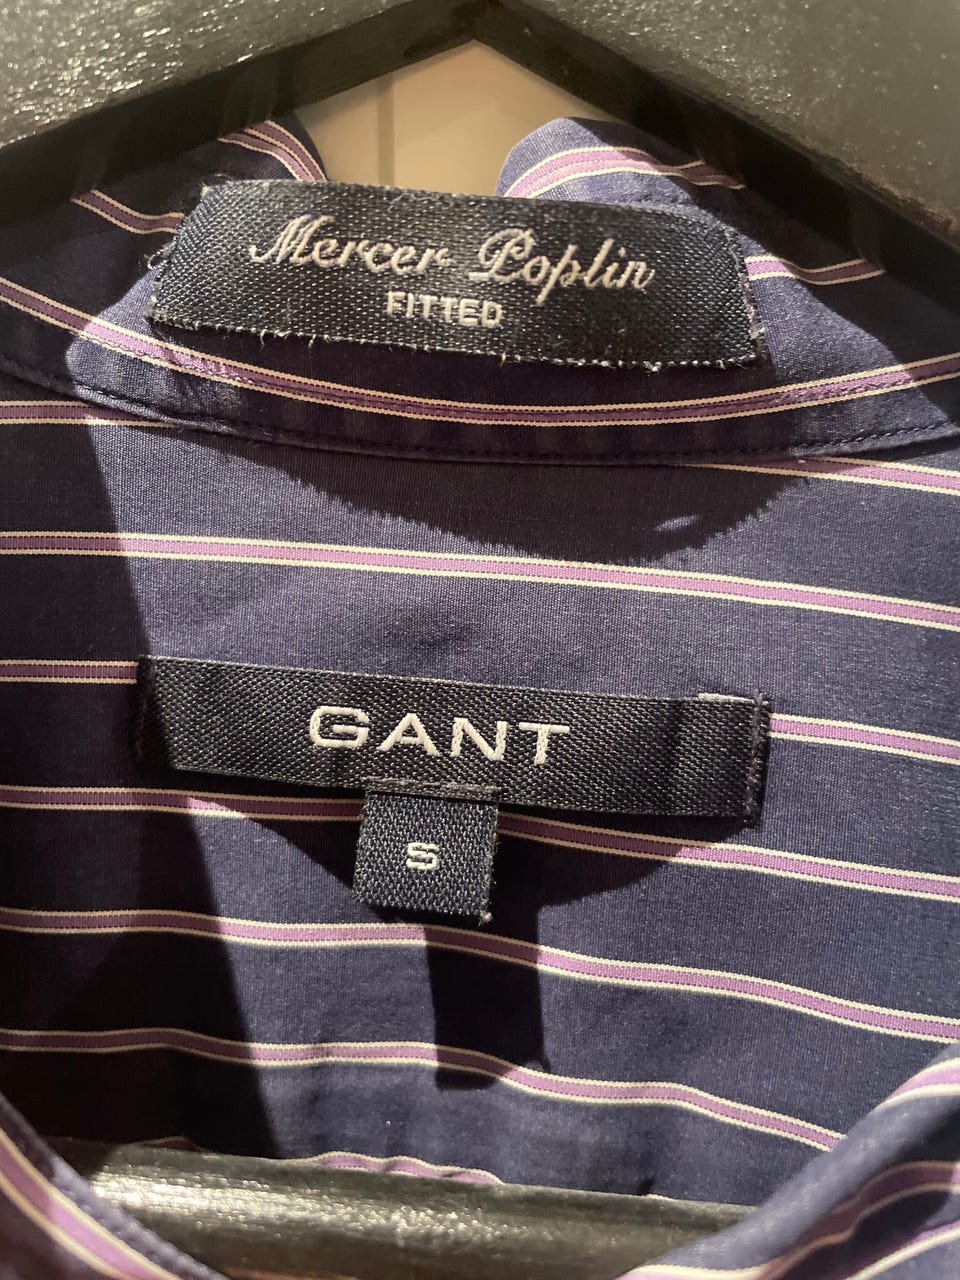 Mercer Poplin
FITTED
GANT
S